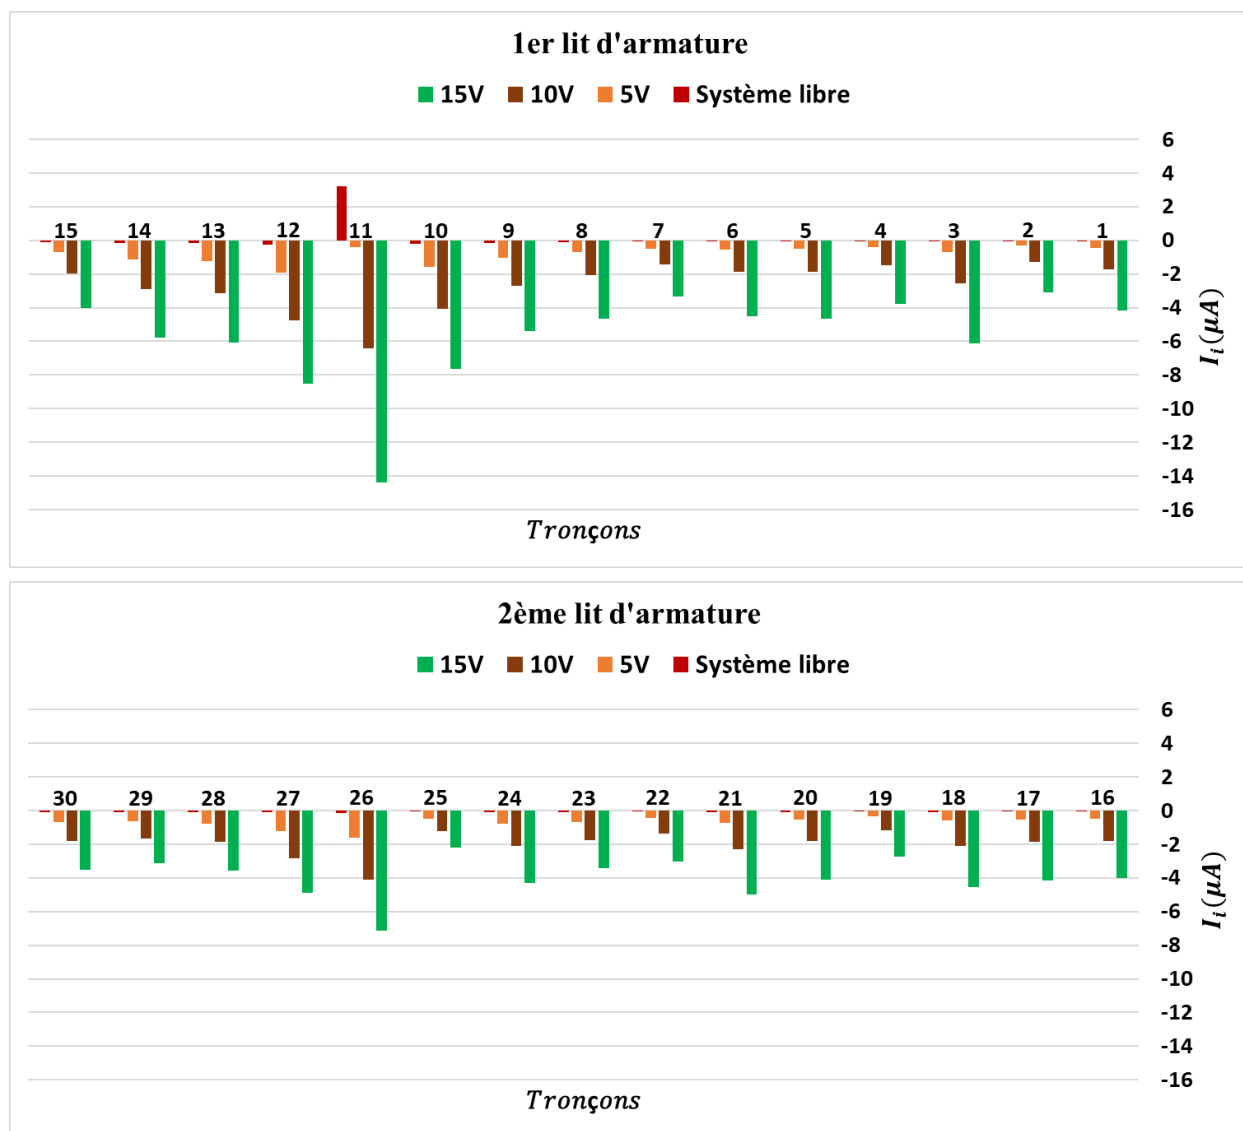 1er lit d'armature
15V 10V 5V Système libre
6
4
2
15 14 13 12 11 10 9 8 7 6 5 4 3 2 1
0
-2
-4
-6
-8
-10
-12
-14
-16
I_i(μA)
Tronçons
2ème lit d'armature
15V 10V 5V Système libre
6
4
2
30 29 28 27 26 25 24 23 22 21 20 19 18 17 16
0
-2
-4
-6
-8
-10
-12
-14
-16
I_i(μA)
Tronçons